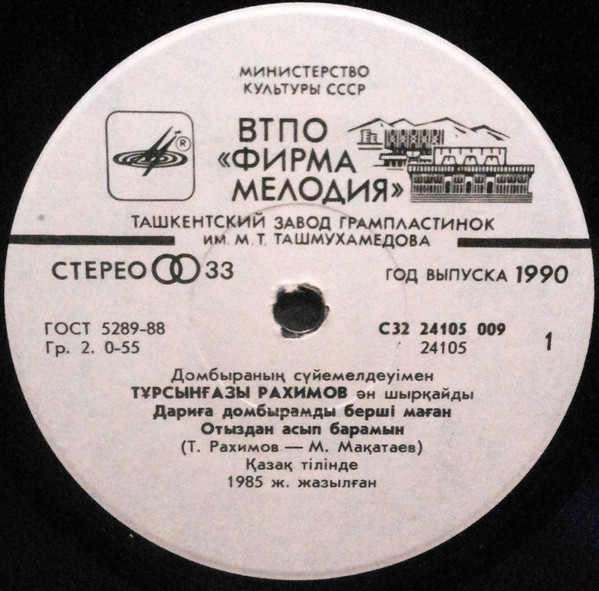 МИНИСТЕРСТВО
КУЛЬТУРЫ СССР
ВТПО
«ФИРМА
МЕЛОДИЯ»
®
ТАШКЕНТСКИЙ ЗАВОД ГРАМПЛАСТИНОК
ИМ. М. Т. ТАШМУХАМЕДОВА
СТЕРЕО 33
ГОД ВЫПУСКА 1990
ГОСТ 5289-88
Гр. 2. 0-55
С32 24105 009
24105
1
Домбыраның сүйемелдеуімен
ТҰРСЫНҒАЗЫ РАХИМОВ ән шырқайды
Дариға домбырамды берші маған
Отыздан асып барамын
(Т. Рахимов — М. Мақатаев)
Қазақ тілінде
1985 ж. жазылған